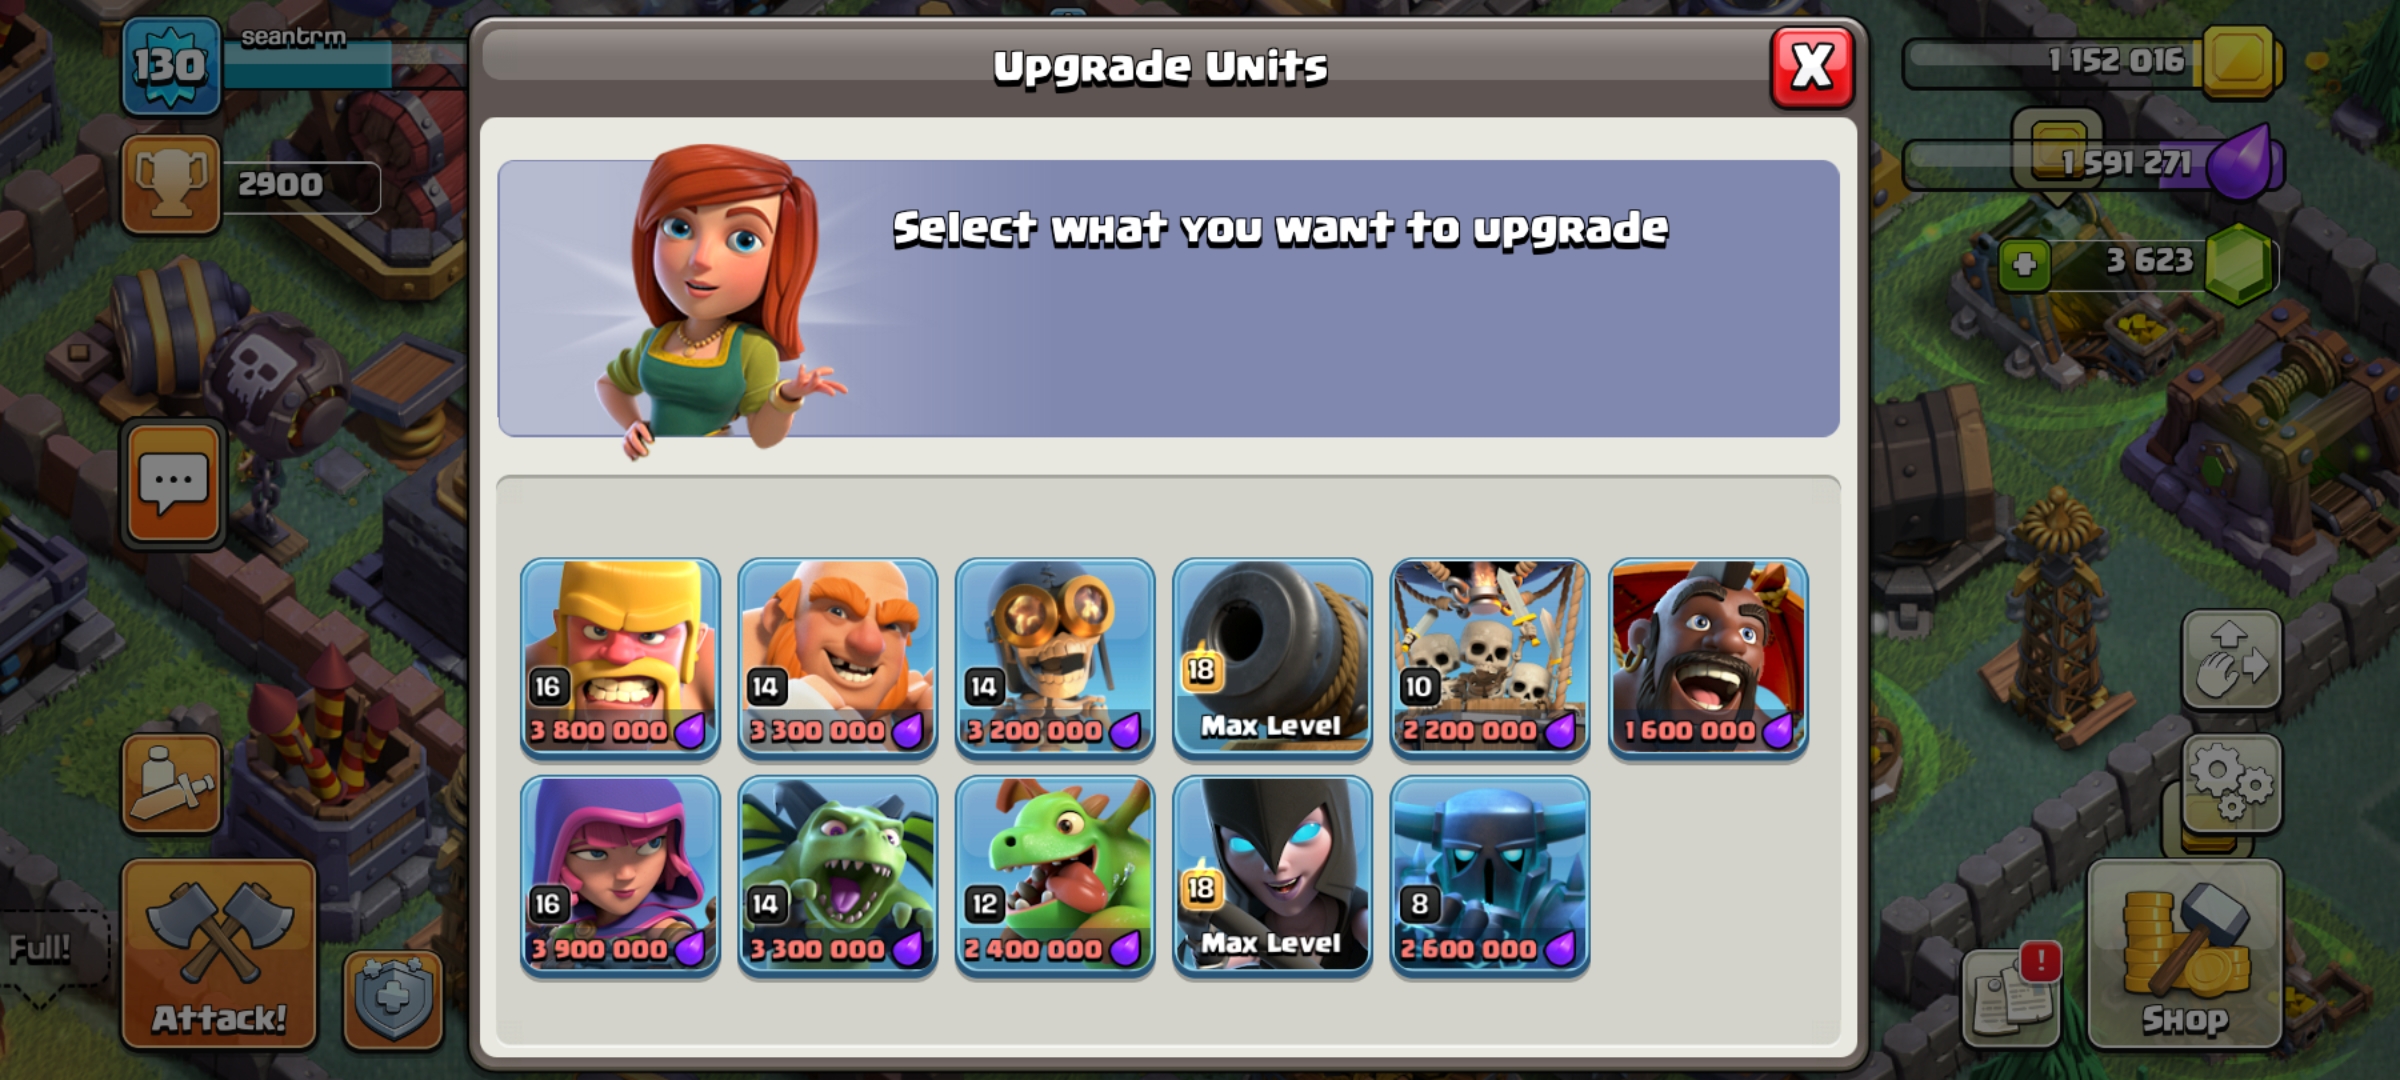 130
seantrm
Upgrade Units
X
1 152 016
2900
1 591 271
Select what you want to upgrade
3 623
16
3 800 000
14
3 300 000
14
3 200 000
18
Max Level
10
2 200 000
1 600 000
16
3 900 000
14
3 300 000
12
2 400 000
18
Max Level
8
2 600 000
Full!
Attack!
!
Shop